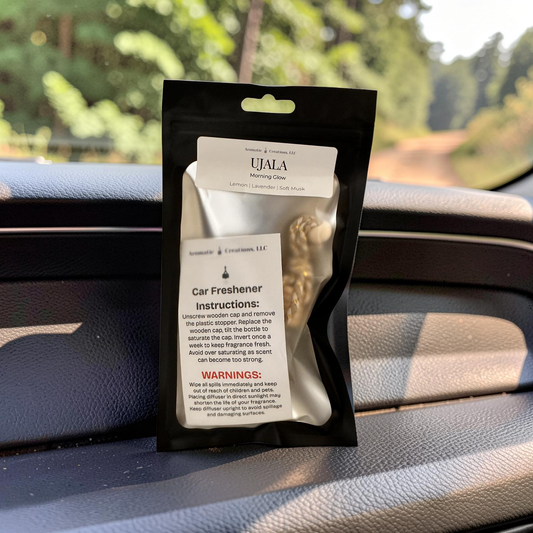 Aromatic Creations, LLC
UJALA
Morning Glow
Lemon | Lavender | Soft Musk
Aromatic Creations, LLC
Car Freshener
Instructions:
Unscrew wooden cap and remove
the plastic stopper. Replace the
wooden cap, tilt the bottle to
saturate the cap. Invert once a
week to keep fragrance fresh.
Avoid over saturating as scent
can become too strong.
WARNINGS:
Wipe all spills immediately and keep
out of reach of children and pets.
Placing diffuser in direct sunlight may
shorten the life of your fragrance.
Keep diffuser upright to avoid spillage
and damaging surfaces.